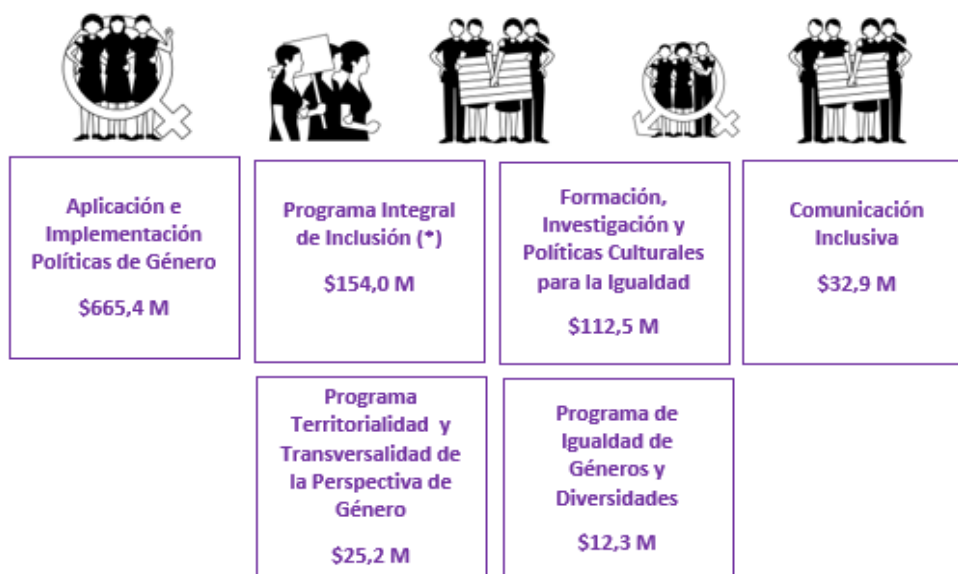 Aplicación e
Implementación
Políticas de Género
$665,4 M
Programa Integral
de Inclusión (*)
$154,0 M
Formación,
Investigación y
Políticas Culturales
para la Igualdad
$112,5 M
Comunicación
Inclusiva
$32,9 M
Programa
Territorialidad y
Transversalidad de
la Perspectiva de
Género
$25,2 M
Programa de
Igualdad de
Géneros y
Diversidades
$12,3 M